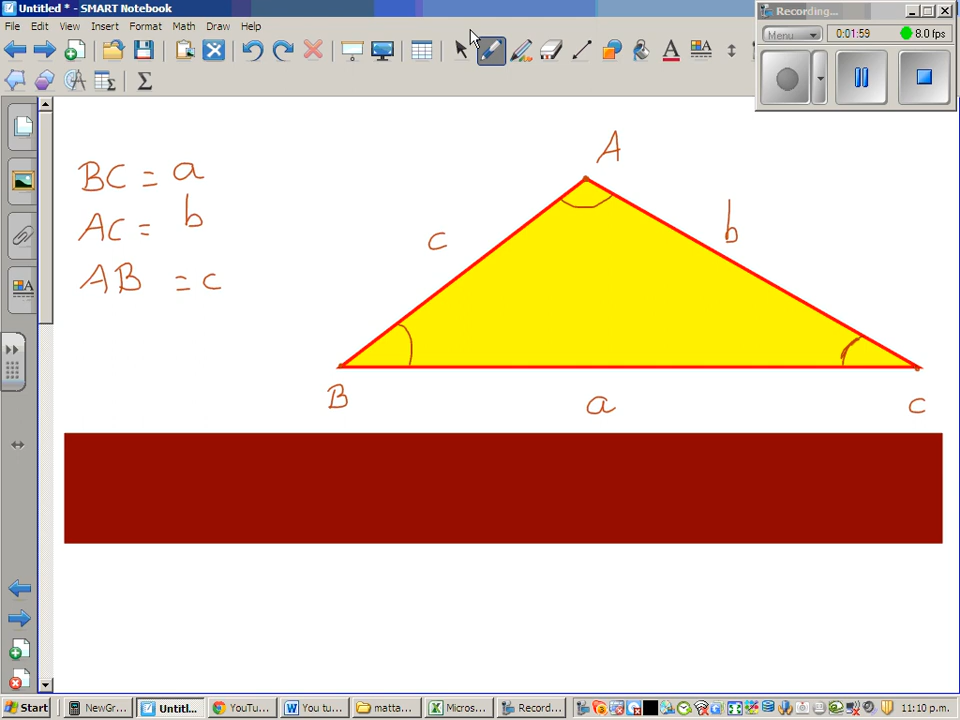 Untitled * - SMART Notebook
Recording...
File Edit View Insert Format Math Draw Help
Menu
0:01:59
8.0 fps
A
BC = a
b
AC = b
c
AB = c
B
a
C
Start
NewGr...
Untitl...
YouTu...
You tu...
matta...
Micros...
Record...
11:10 p.m.